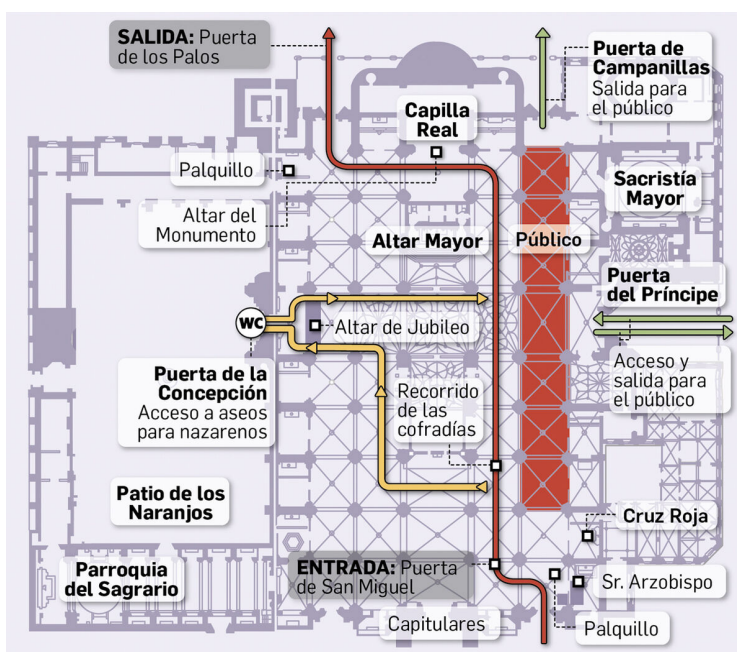 SALIDA: Puerta
de los Palos
Puerta de
Campanillas
Salida para
el público
Capilla
Real
Palquillo
Sacristía
Mayor
Altar del
Monumento
Altar Mayor
Público
Puerta
del Príncipe
WC
Altar de Jubileo
Acceso y
salida para
el público
Puerta de la
Concepción
Acceso a aseos
para nazarenos
Recorrido
de las
cofradías
Patio de los
Naranjos
Cruz Roja
ENTRADA: Puerta
de San Miguel
Parroquia
del Sagrario
Sr. Arzobispo
Capitulares
Palquillo